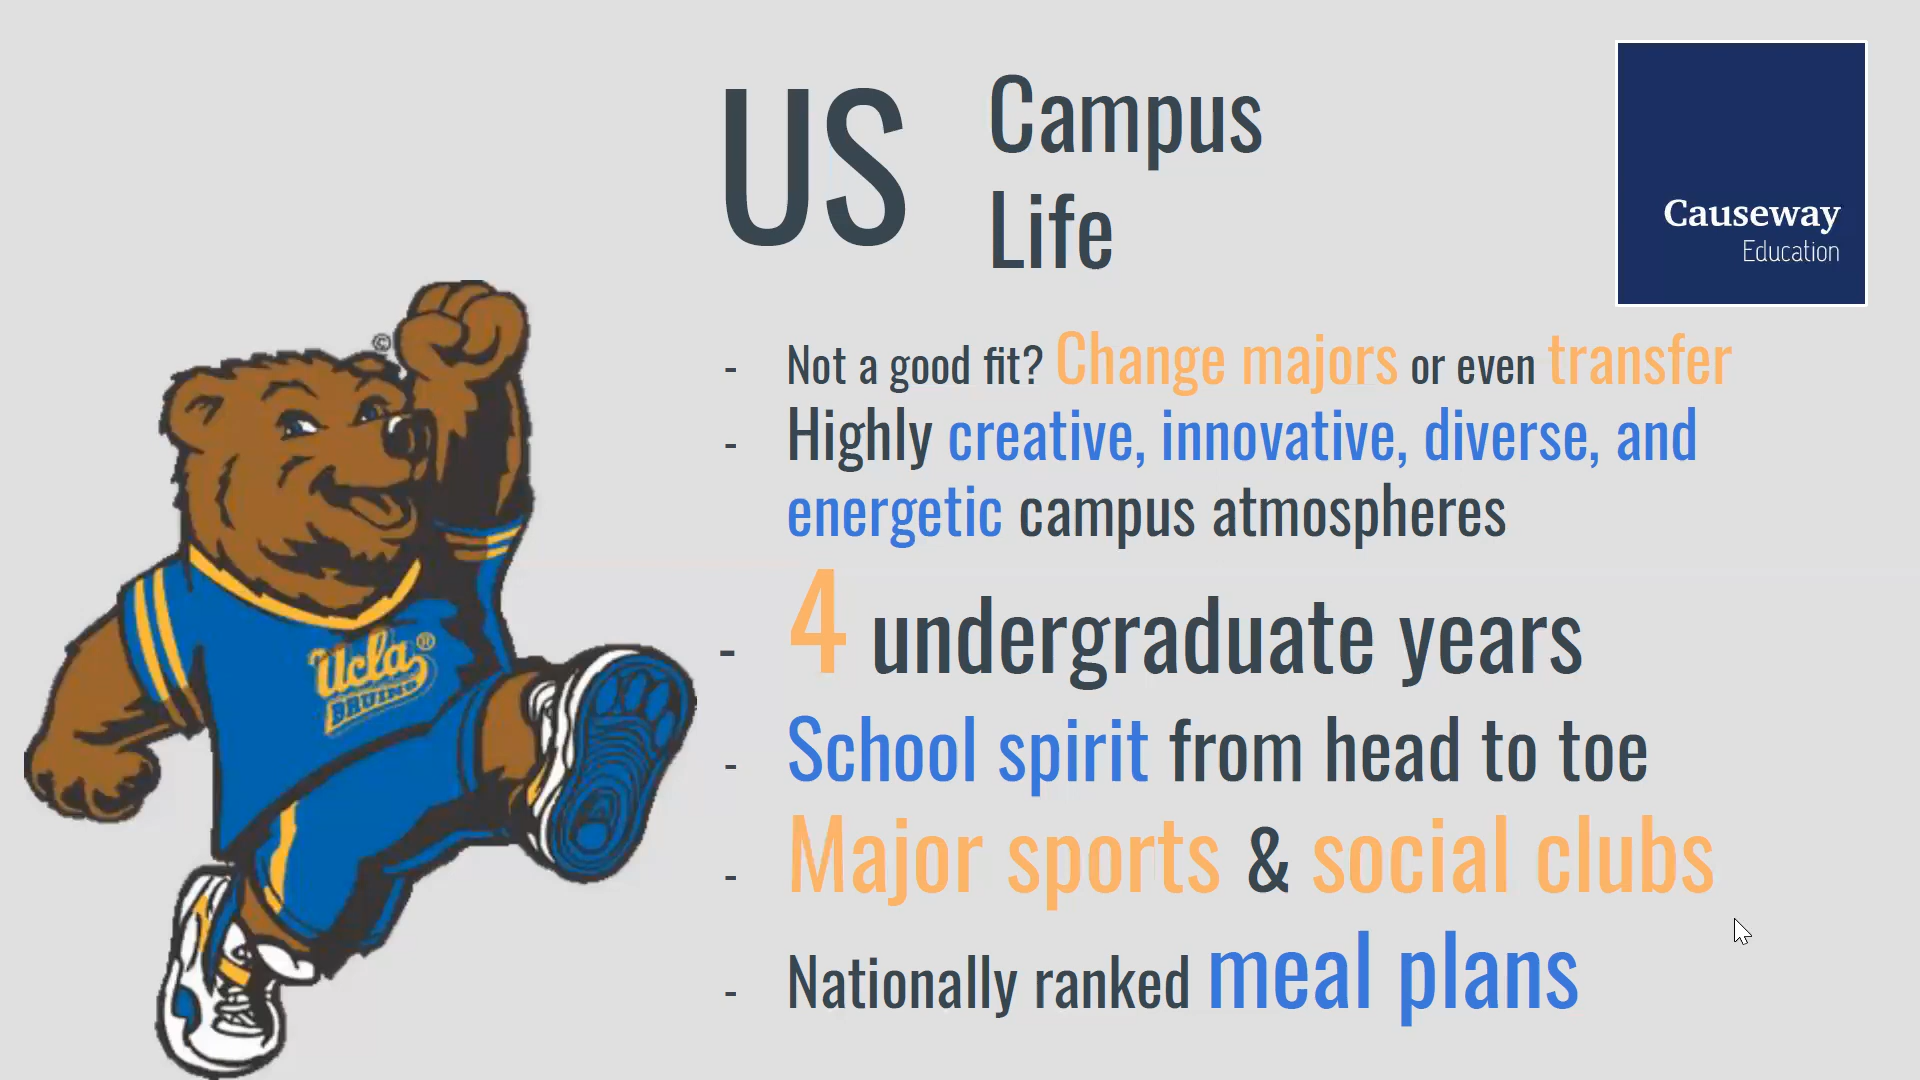 US Campus
Life
Causeway
Education
©
- Not a good fit? Change majors or even transfer
- Highly creative, innovative, diverse, and
energetic campus atmospheres
- 4 undergraduate years
- School spirit from head to toe
- Major sports & social clubs
- Nationally ranked meal plans
Ucla®
BRUINS